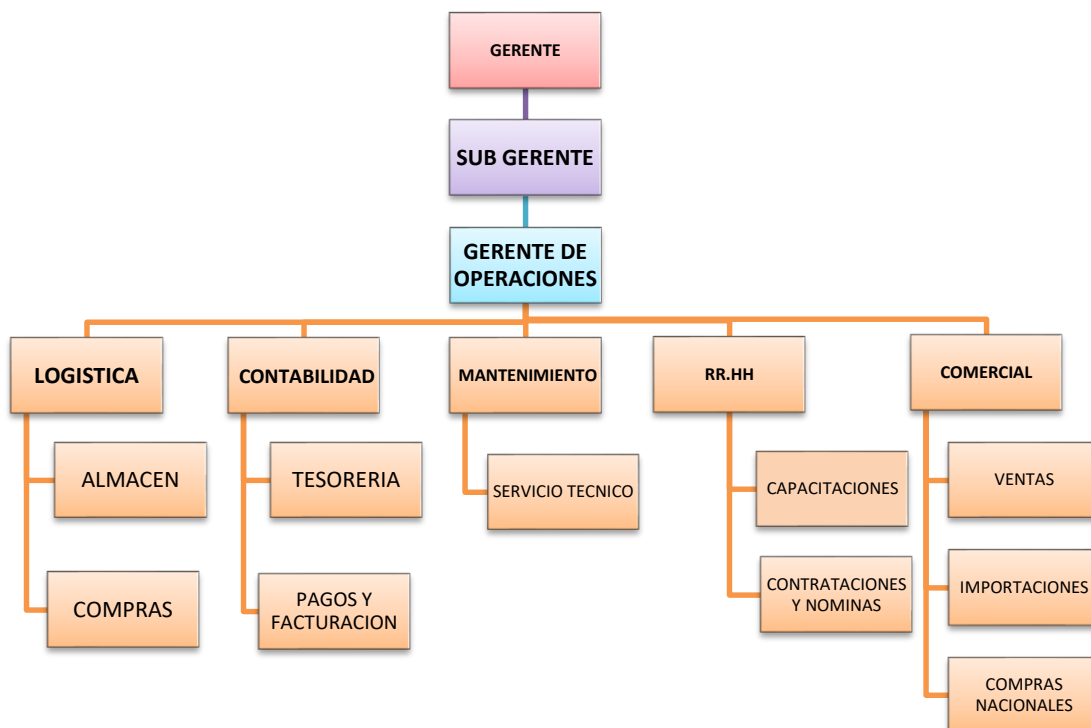 GERENTE
SUB GERENTE
GERENTE DE
OPERACIONES
LOGISTICA
CONTABILIDAD
MANTENIMIENTO
RR.HH
COMERCIAL
ALMACEN
TESORERIA
SERVICIO TECNICO
CAPACITACIONES
VENTAS
COMPRAS
PAGOS Y
FACTURACION
CONTRATACIONES
Y NOMINAS
IMPORTACIONES
COMPRAS
NACIONALES